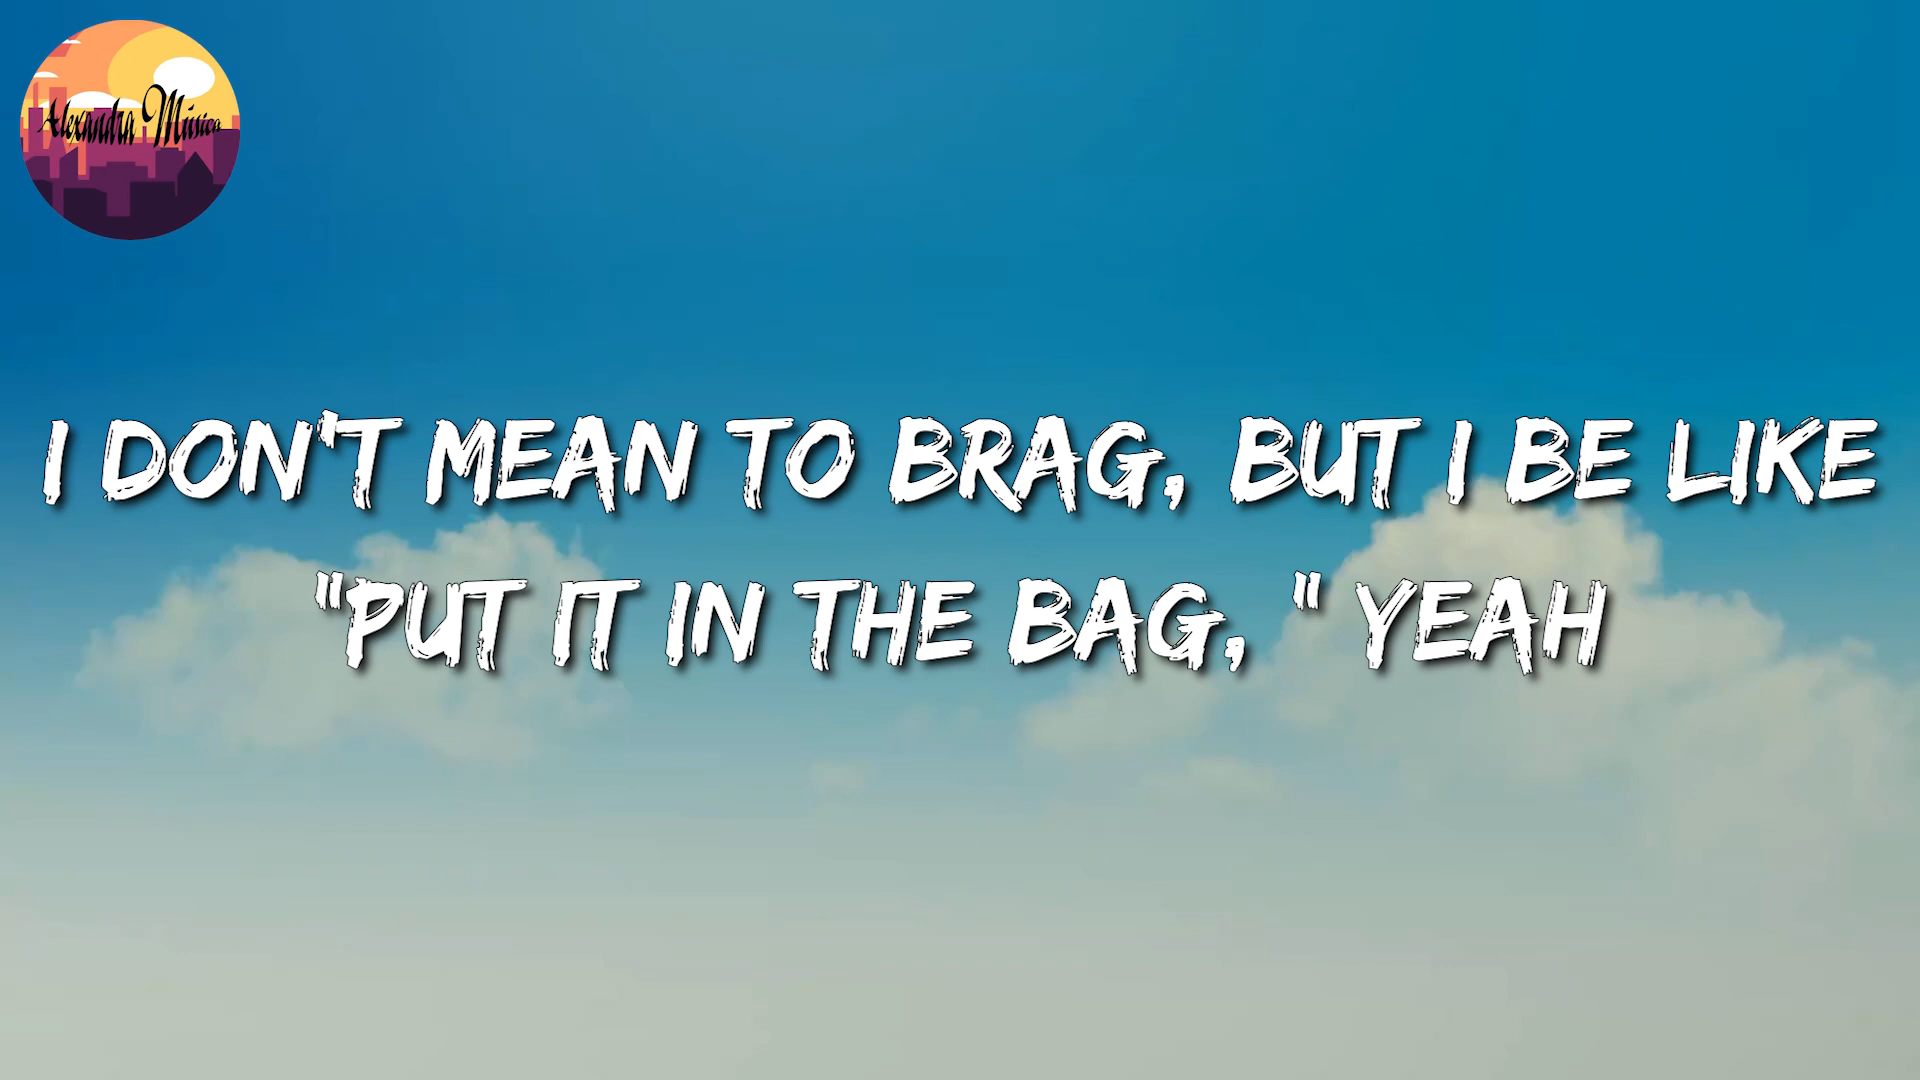 Alexandra Música
I DON'T MEAN TO BRAG, BUT I BE LIKE
"PUT IT IN THE BAG, " YEAH